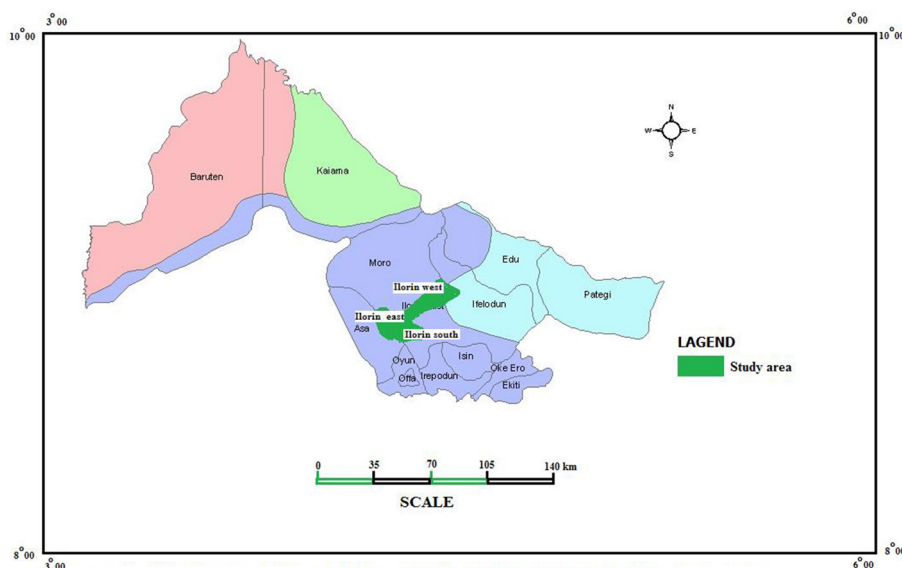 3°00
6°00
10°00
10°00
N
W
E
S
Baruten
Kaiama
Moro
Edu
Pategi
Ilorin west
Ifelodun
Ilorin east
Asa
Ilorin south
Oyun
Isin
Offa
Irepodun
Oke Ero
Ekiti
LAGEND
Study area
0 35 70 105 140 km
SCALE
8°00
8°00
3°00
6°00